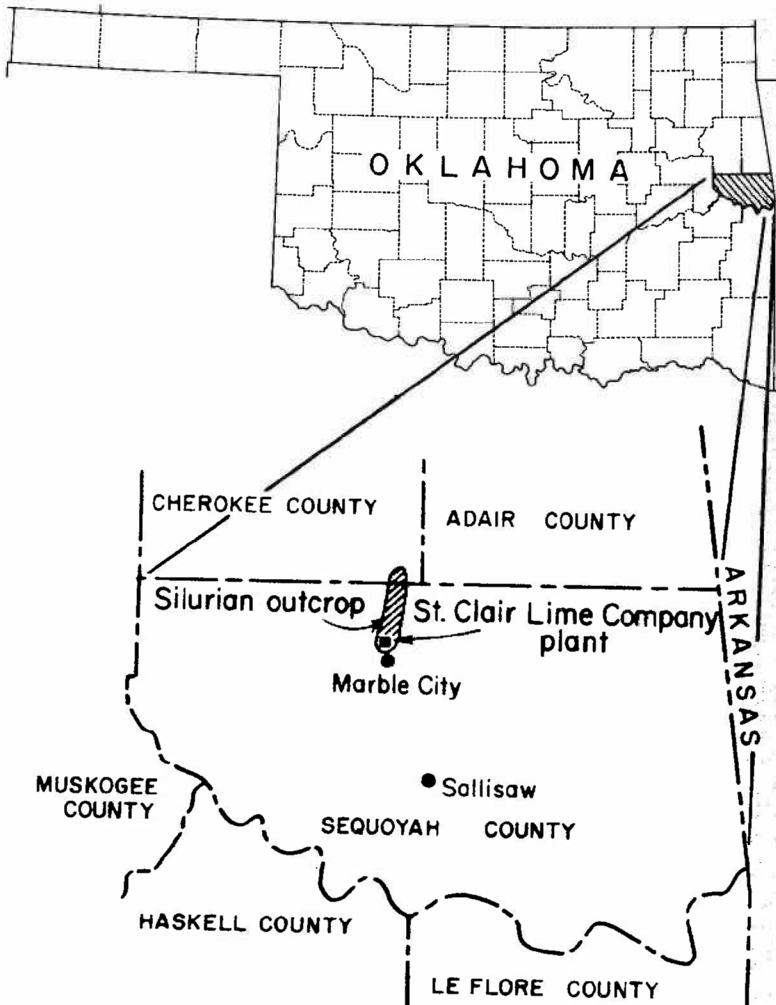 OKLAHOMA
CHEROKEE COUNTY
ADAIR COUNTY
Silurian outcrop
St. Clair Lime Company
plant
ARKANSAS
Marble City
Sallisaw
MUSKOGEE
COUNTY
SEQUOYAH COUNTY
HASKELL COUNTY
LE FLORE COUNTY